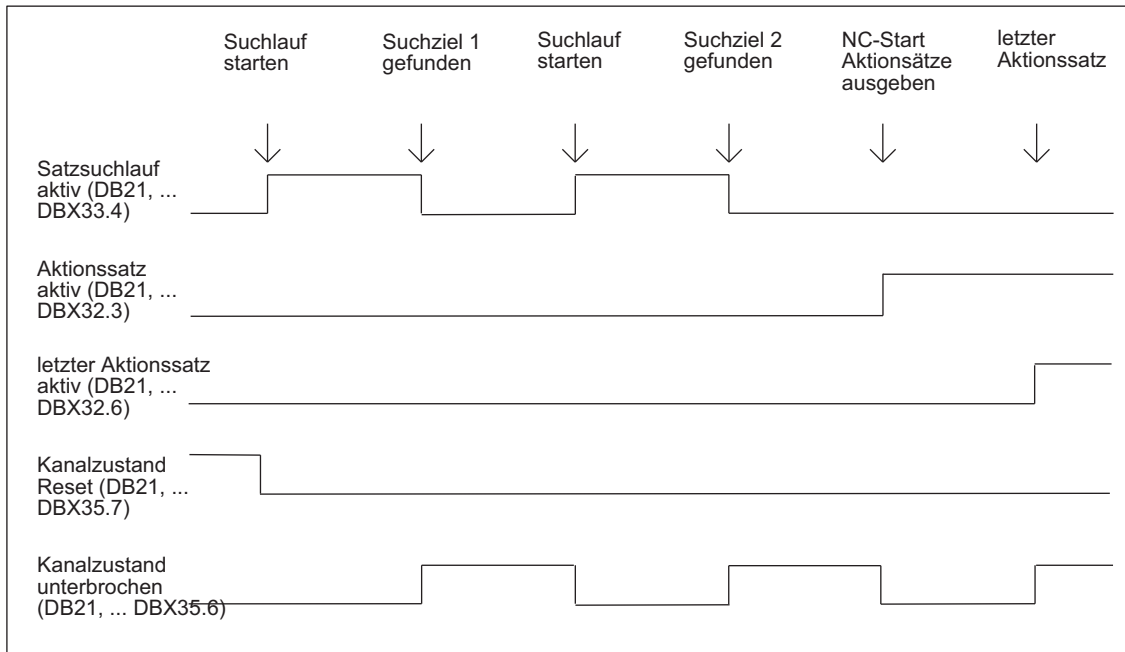 Suchlauf
starten
Suchziel 1
gefunden
Suchlauf
starten
Suchziel 2
gefunden
NC-Start
Aktionsätze
ausgeben
letzter
Aktionssatz
Satzsuchlauf
aktiv (DB21, ...
DBX33.4)
Aktionssatz
aktiv (DB21, ...
DBX32.3)
letzter Aktionssatz
aktiv (DB21, ...
DBX32.6)
Kanalzustand
Reset (DB21, ...
DBX35.7)
Kanalzustand
unterbrochen
(DB21, ... DBX35.6)